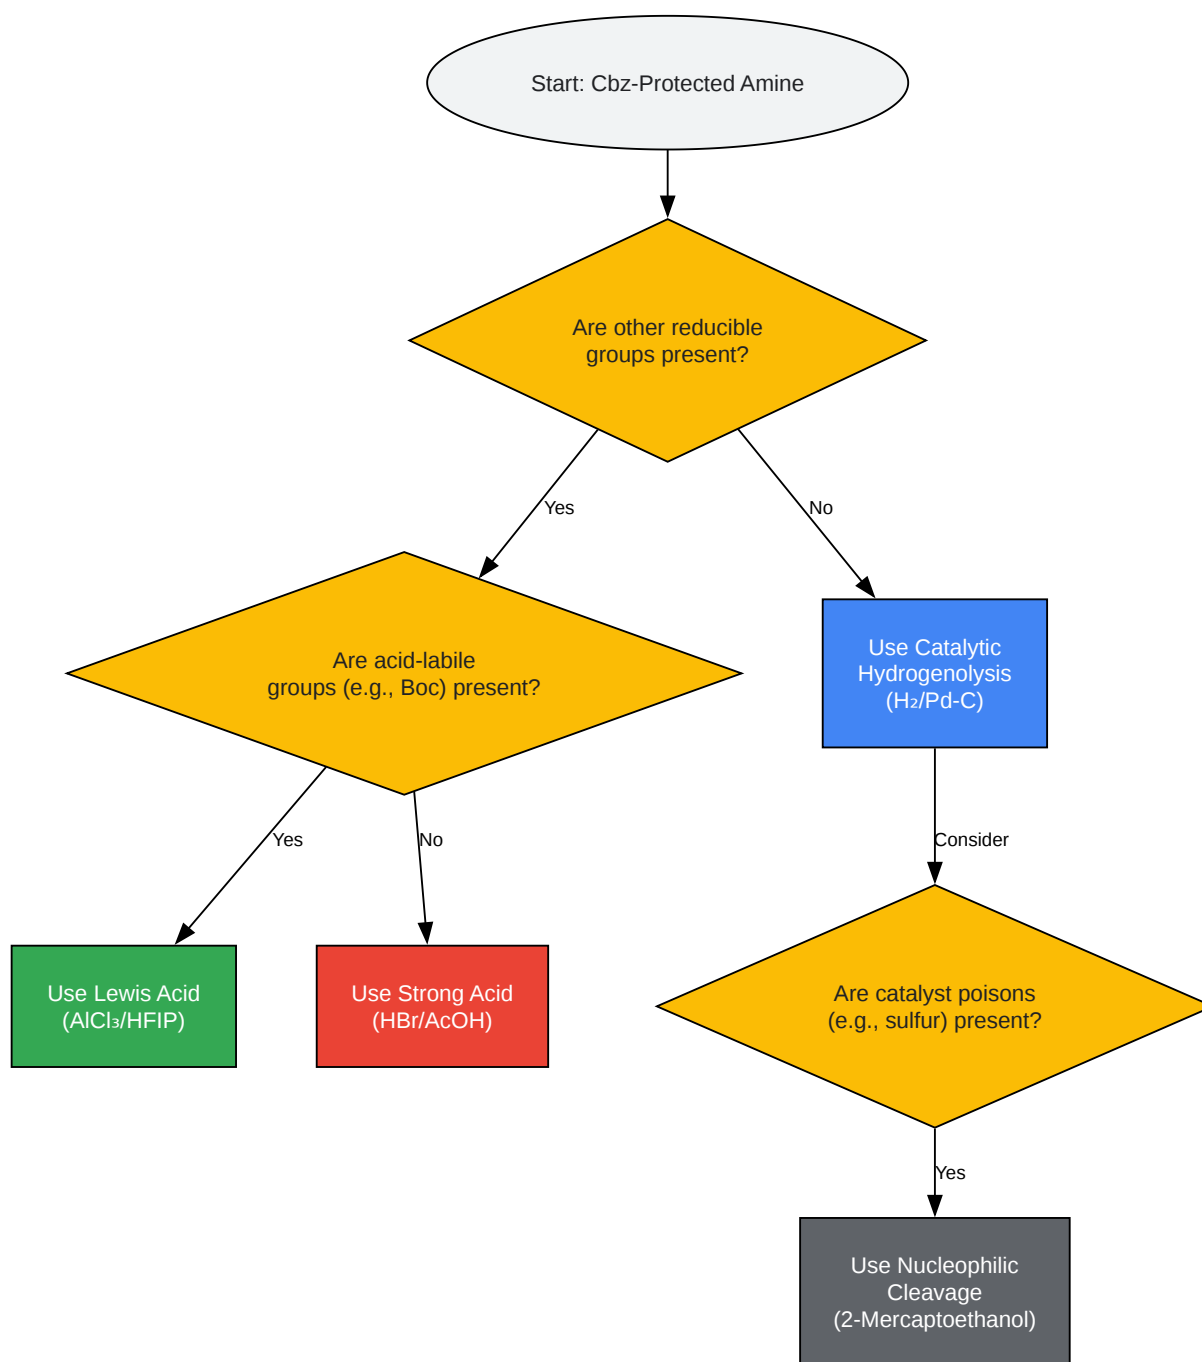 Start: Cbz-Protected Amine
Are other reducible
groups present?
Yes
No
Are acid-labile
groups (e.g., Boc) present?
Use Catalytic
Hydrogenolysis
(H₂/Pd-C)
Yes
No
Consider
Use Lewis Acid
(AlCl₃/HFIP)
Use Strong Acid
(HBr/AcOH)
Are catalyst poisons
(e.g., sulfur) present?
Yes
Use Nucleophilic
Cleavage
(2-Mercaptoethanol)